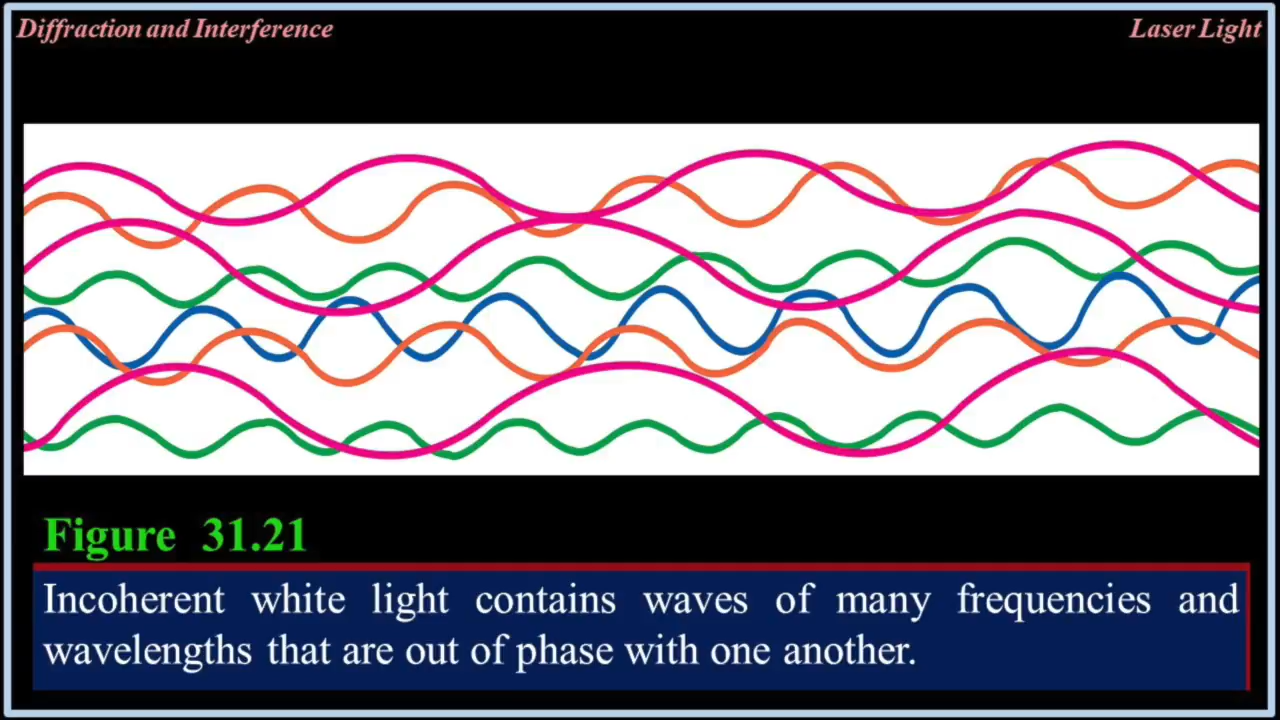 Diffraction and Interference
Laser Light
Figure 31.21
Incoherent white light contains waves of many frequencies and
wavelengths that are out of phase with one another.